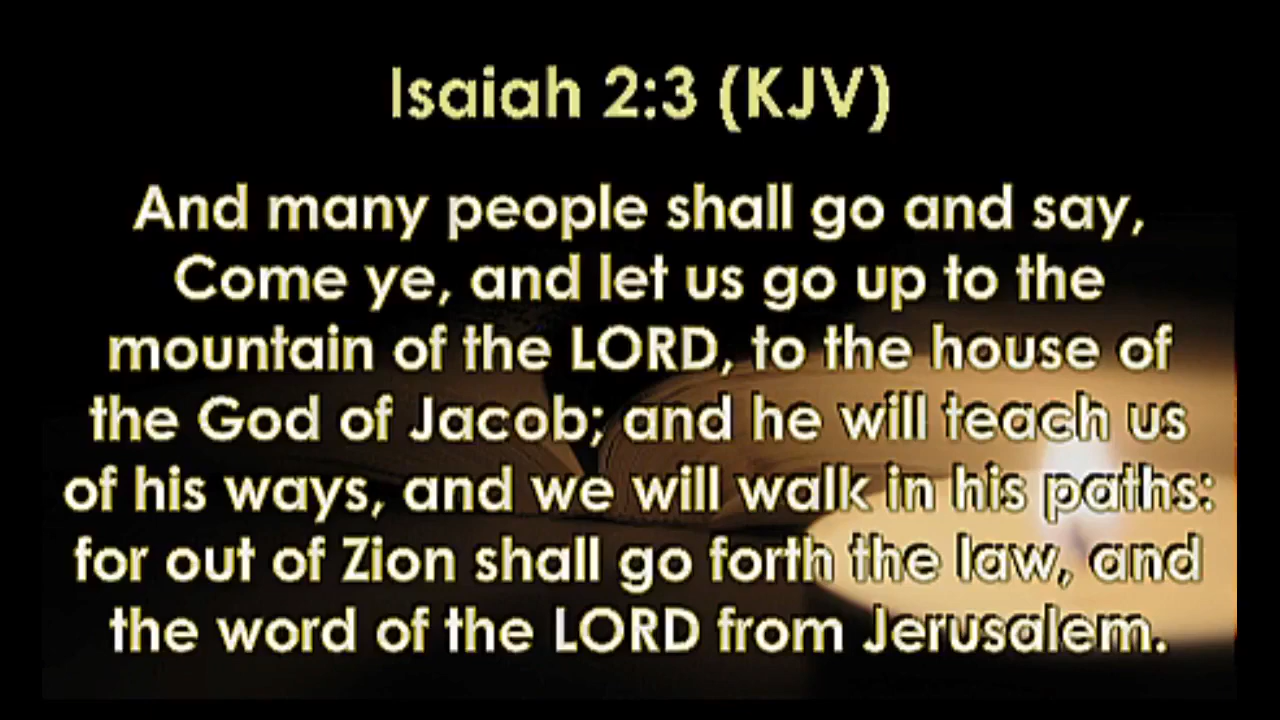 Isaiah 2:3 (KJV)
And many people shall go and say,
Come ye, and let us go up to the
mountain of the LORD, to the house of
the God of Jacob; and he will teach us
of his ways, and we will walk in his paths:
for out of Zion shall go forth the law, and
the word of the LORD from Jerusalem.